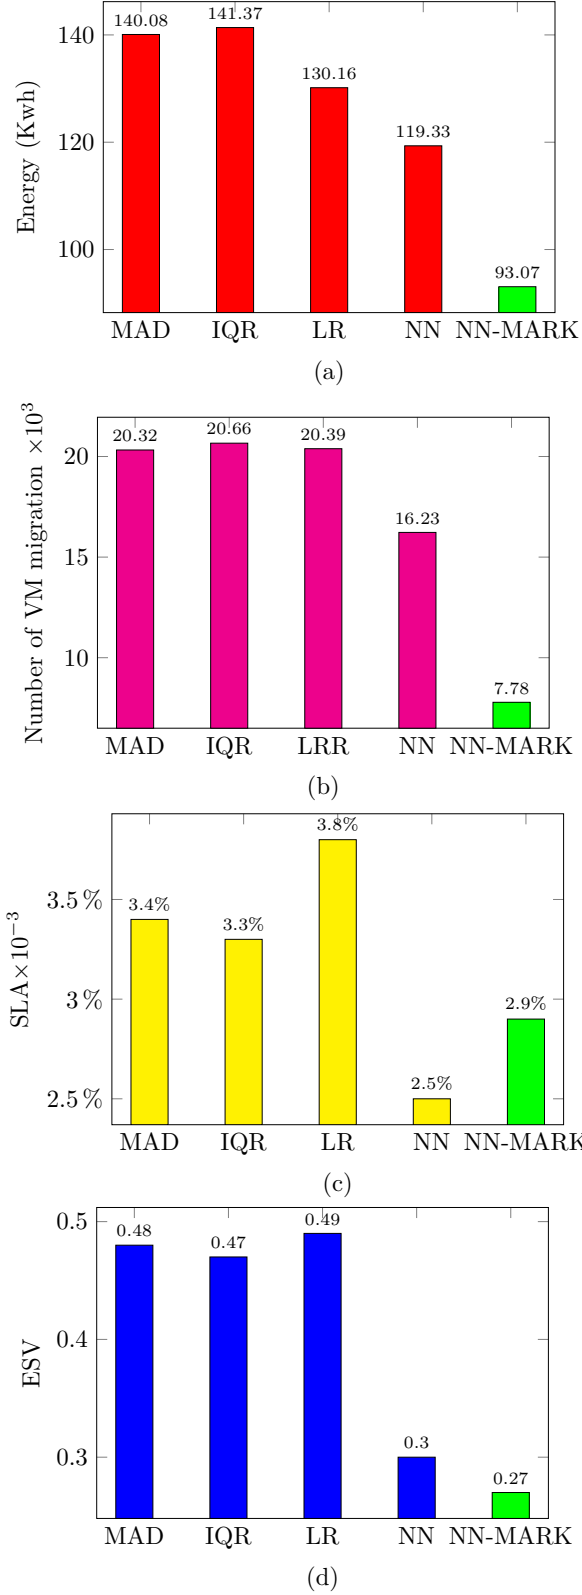 140.08
141.37
130.16
119.33
93.07
140
120
100
Energy (Kwh)
MAD IQR LR NN NN-MARK
(a)
20.32
20.66
20.39
16.23
7.78
20
15
10
Number of VM migration ×10³
MAD IQR LRR NN NN-MARK
(b)
3.4%
3.3%
3.8%
2.5%
2.9%
3.5 %
3 %
2.5 %
SLA×10⁻³
MAD IQR LR NN NN-MARK
(c)
0.48
0.47
0.49
0.3
0.27
0.5
0.4
0.3
ESV
MAD IQR LR NN NN-MARK
(d)